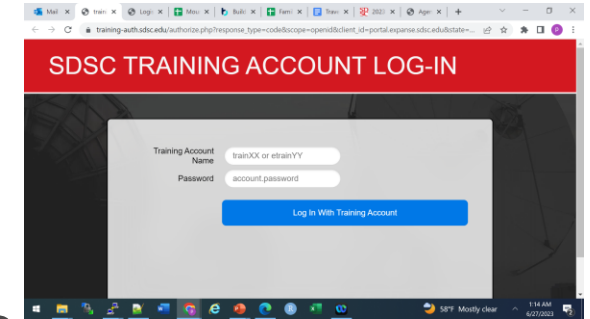 Mail
train
Logi
Mou
Build
Fami
Trave
2023
Agen
training-auth.sdsc.edu/authorize.php?response_type=code&scope=openid&client_id=portal.expanse.sdsc.edu&state=...
SDSC TRAINING ACCOUNT LOG-IN
Training Account
Name
trainXX or etrainYY
Password
account.password
Log In With Training Account
58°F Mostly clear
1:14 AM
6/27/2023